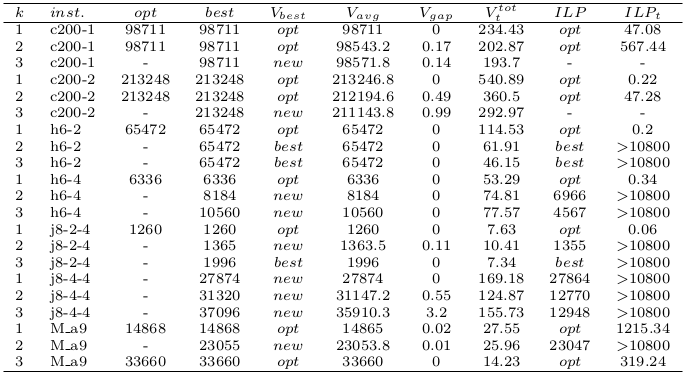 k inst. opt best V_best V_avg V_gap V_t^tot ILP ILP_t
1 c200-1 98711 98711 opt 98711 0 234.43 opt 47.08
2 c200-1 98711 98711 opt 98543.2 0.17 202.87 opt 567.44
3 c200-1 - 98711 new 98571.8 0.14 193.7 - -
1 c200-2 213248 213248 opt 213246.8 0 540.89 opt 0.22
2 c200-2 213248 213248 opt 212194.6 0.49 360.5 opt 47.28
3 c200-2 - 213248 new 211143.8 0.99 292.97 - -
1 h6-2 65472 65472 opt 65472 0 114.53 opt 0.2
2 h6-2 - 65472 best 65472 0 61.91 best >10800
3 h6-2 - 65472 best 65472 0 46.15 best >10800
1 h6-4 6336 6336 opt 6336 0 53.29 opt 0.34
2 h6-4 - 8184 new 8184 0 74.81 6966 >10800
3 h6-4 - 10560 new 10560 0 77.57 4567 >10800
1 j8-2-4 1260 1260 opt 1260 0 7.63 opt 0.06
2 j8-2-4 - 1365 new 1363.5 0.11 10.41 1355 >10800
3 j8-2-4 - 1996 best 1996 0 7.34 best >10800
1 j8-4-4 - 27874 new 27874 0 169.18 27864 >10800
2 j8-4-4 - 31320 new 31147.2 0.55 124.87 12770 >10800
3 j8-4-4 - 37096 new 35910.3 3.2 155.73 12948 >10800
1 M_a9 14868 14868 opt 14865 0.02 27.55 opt 1215.34
2 M_a9 - 23055 new 23053.8 0.01 25.96 23047 >10800
3 M_a9 33660 33660 opt 33660 0 14.23 opt 319.24